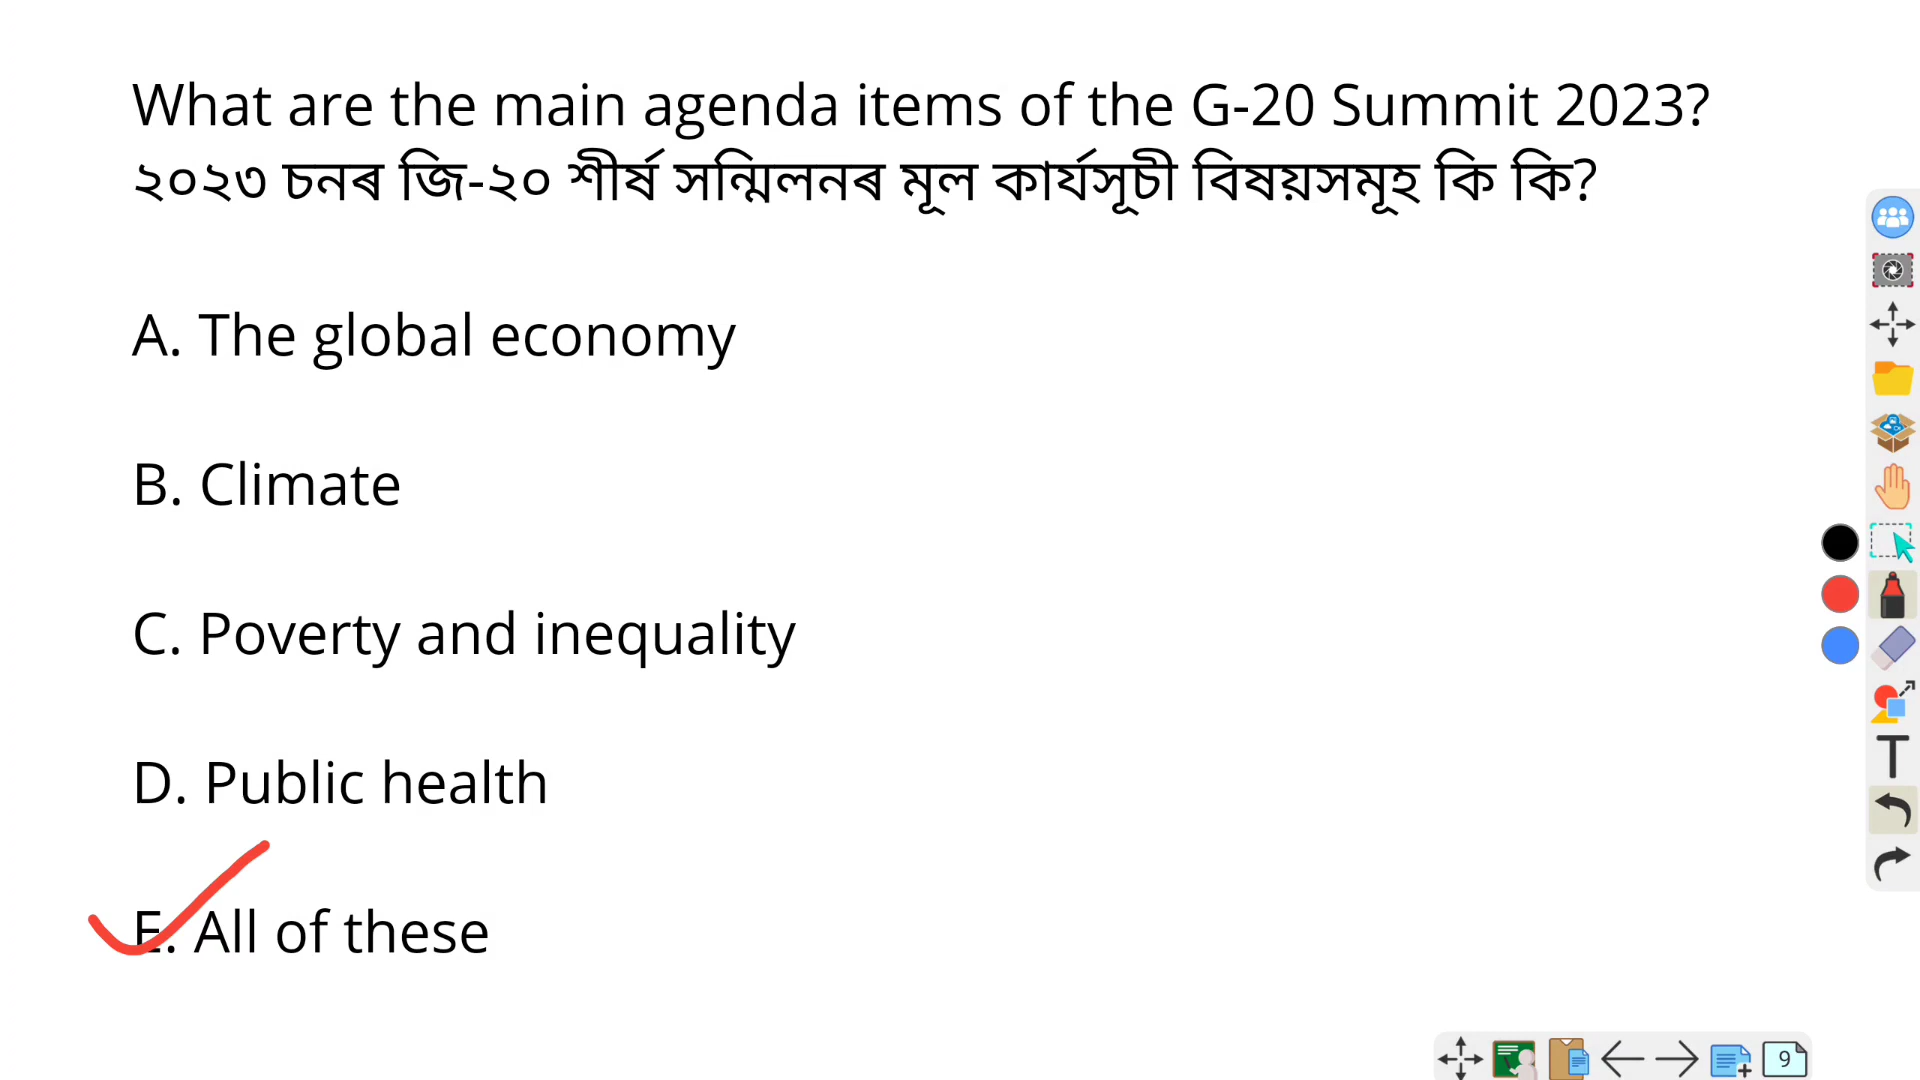 What are the main agenda items of the G-20 Summit 2023?
২০২৩ চনৰ জি-২০ শীৰ্ষ সন্মিলনৰ মূল কাৰ্যসূচী বিষয়সমূহ কি কি?
A. The global economy
B. Climate
C. Poverty and inequality
D. Public health
E. All of these
T
9